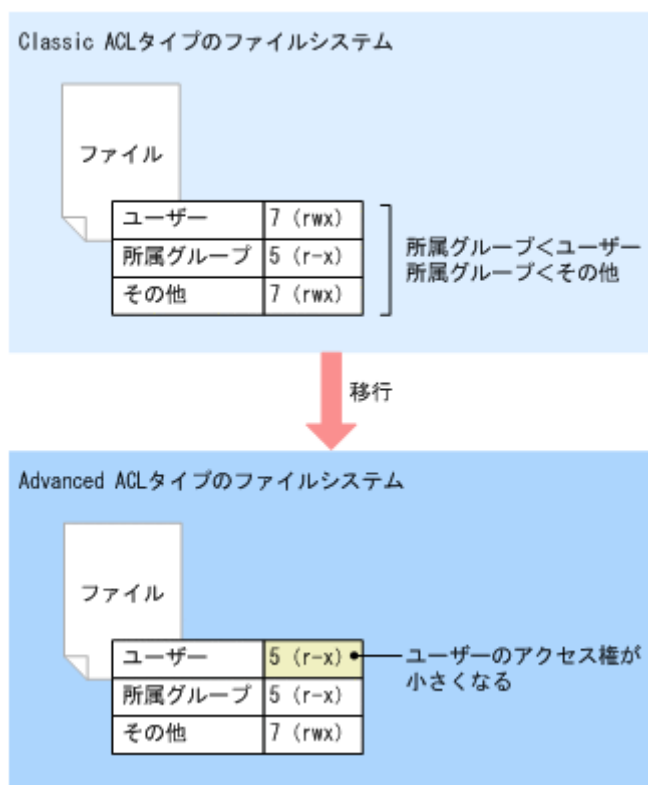 Classic ACLタイプのファイルシステム
ファイル
ユーザー 7 (rwx)
所属グループ 5 (r-x)
その他 7 (rwx)
所属グループ＜ユーザー
所属グループ＜その他
移行
Advanced ACLタイプのファイルシステム
ファイル
ユーザー 5 (r-x)
所属グループ 5 (r-x)
その他 7 (rwx)
ユーザーのアクセス権が
小さくなる